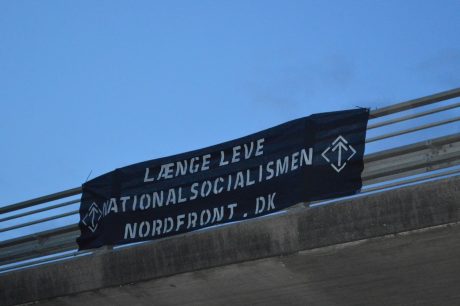 LÆNGE LEVE
NATIONALSOCIALISMEN
NORDFRONT.DK